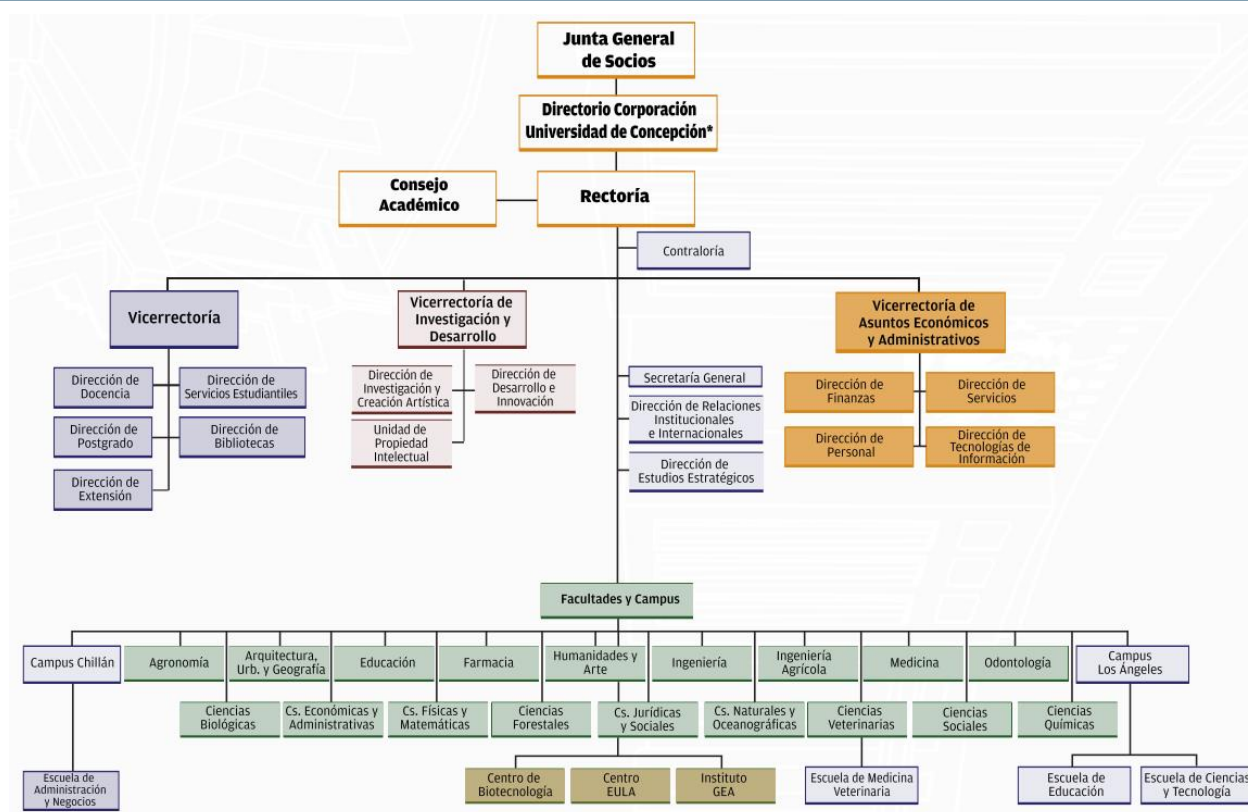 Junta General
de Socios
Directorio Corporación
Universidad de Concepción*
Consejo
Académico
Rectoría
Contraloría
Vicerrectoría
Vicerrectoría de
Investigación y
Desarrollo
Vicerrectoría de
Asuntos Económicos
y Administrativos
Dirección de
Docencia
Dirección de
Servicios Estudiantiles
Dirección de
Postgrado
Dirección de
Bibliotecas
Dirección de
Extensión
Dirección de
Investigación y
Creación Artística
Dirección de
Desarrollo e
Innovación
Unidad de
Propiedad
Intelectual
Secretaría General
Dirección de Relaciones
Institucionales
e Internacionales
Dirección de
Estudios Estratégicos
Dirección de
Finanzas
Dirección de
Servicios
Dirección de
Personal
Dirección de
Tecnologías de
Información
Facultades y Campus
Campus Chillán
Agronomía
Arquitectura,
Urb. y Geografía
Educación
Farmacia
Humanidades y
Arte
Ingeniería
Ingeniería
Agrícola
Medicina
Odontología
Campus
Los Ángeles
Ciencias
Biológicas
Cs. Económicas y
Administrativas
Cs. Físicas y
Matemáticas
Ciencias
Forestales
Cs. Jurídicas
y Sociales
Cs. Naturales y
Oceanográficas
Ciencias
Veterinarias
Ciencias
Sociales
Ciencias
Químicas
Escuela de
Administración
y Negocios
Centro de
Biotecnología
Centro
EULA
Instituto
GEA
Escuela de Medicina
Veterinaria
Escuela de
Educación
Escuela de Ciencias
y Tecnología